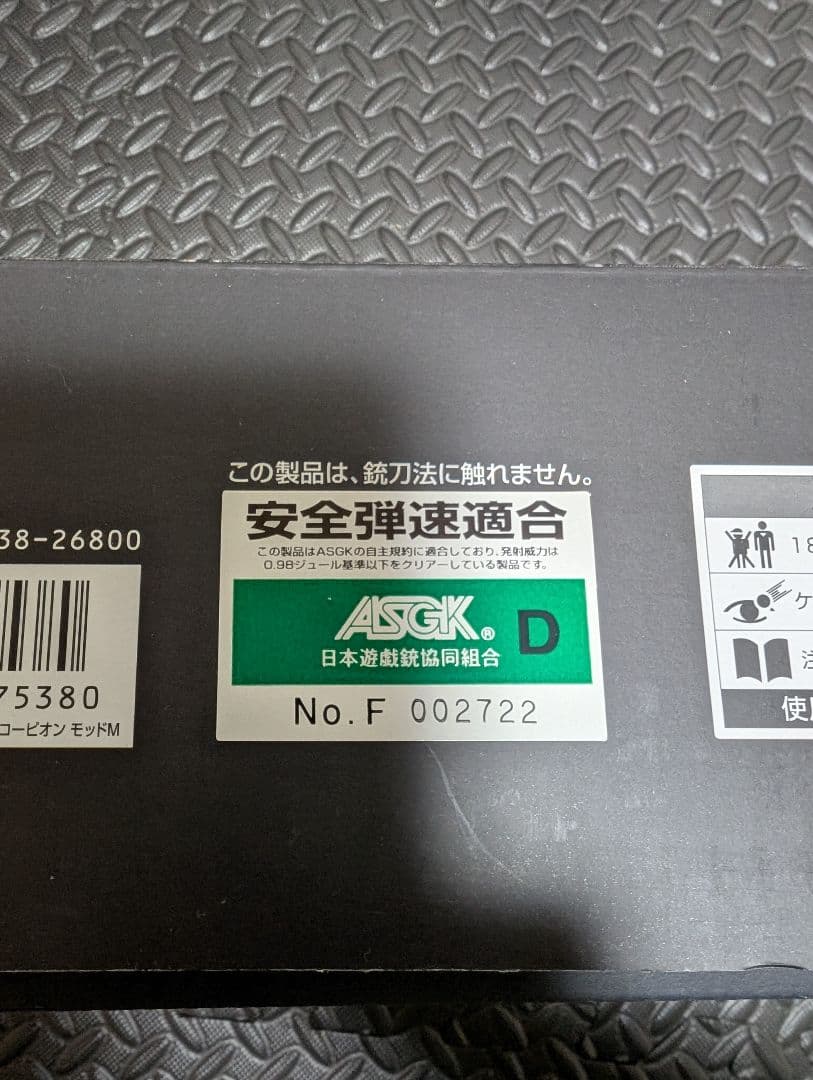 この製品は、銃刀法に触れません。
安全弾速適合
この製品はASGKの自主規約に適合しており、発射威力は
0.98ジュール基準以下をクリアーしている製品です。
ASGK® D
日本遊戯銃協同組合
No.F 002722
38-26800
75380
コーピオン モッドM
18
ケ
注
使